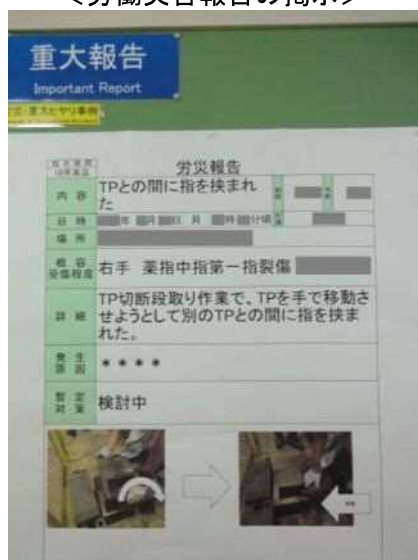 <労働災害報告の掲示>
重大報告
Important Report
労災報告
内容
TPとの間に指を挟まれ
た
日時
年 月 日 月 時 分頃
場所
概容
受傷程度
右手 薬指中指第一指裂傷
詳細
TP切断段取り作業で、TPを手で移動さ
せようとして別のTPとの間に指を挟ま
れた。
発生
原因
****
暫定
対策
検討中